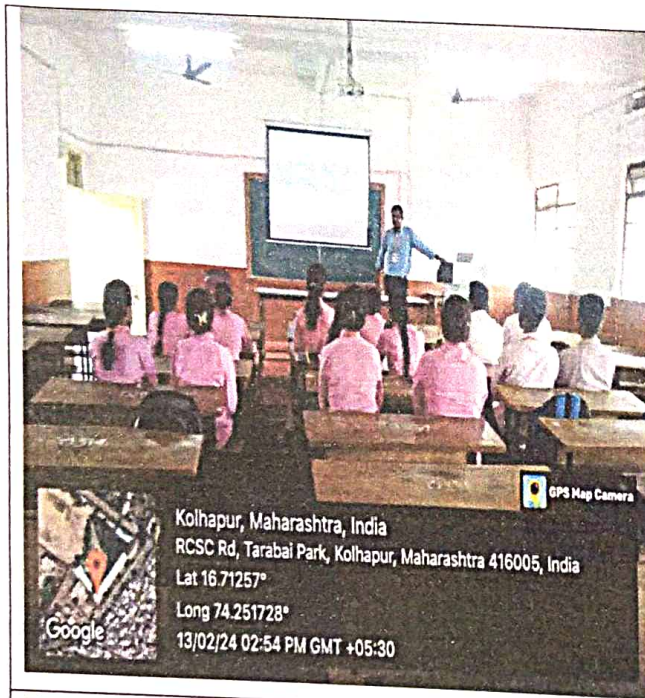 GPS Map Camera
Kolhapur, Maharashtra, India
RCSC Rd, Tarabai Park, Kolhapur, Maharashtra 416005, India
Lat 16.71257°
Long 74.251728°
13/02/24 02:54 PM GMT +05:30
Google